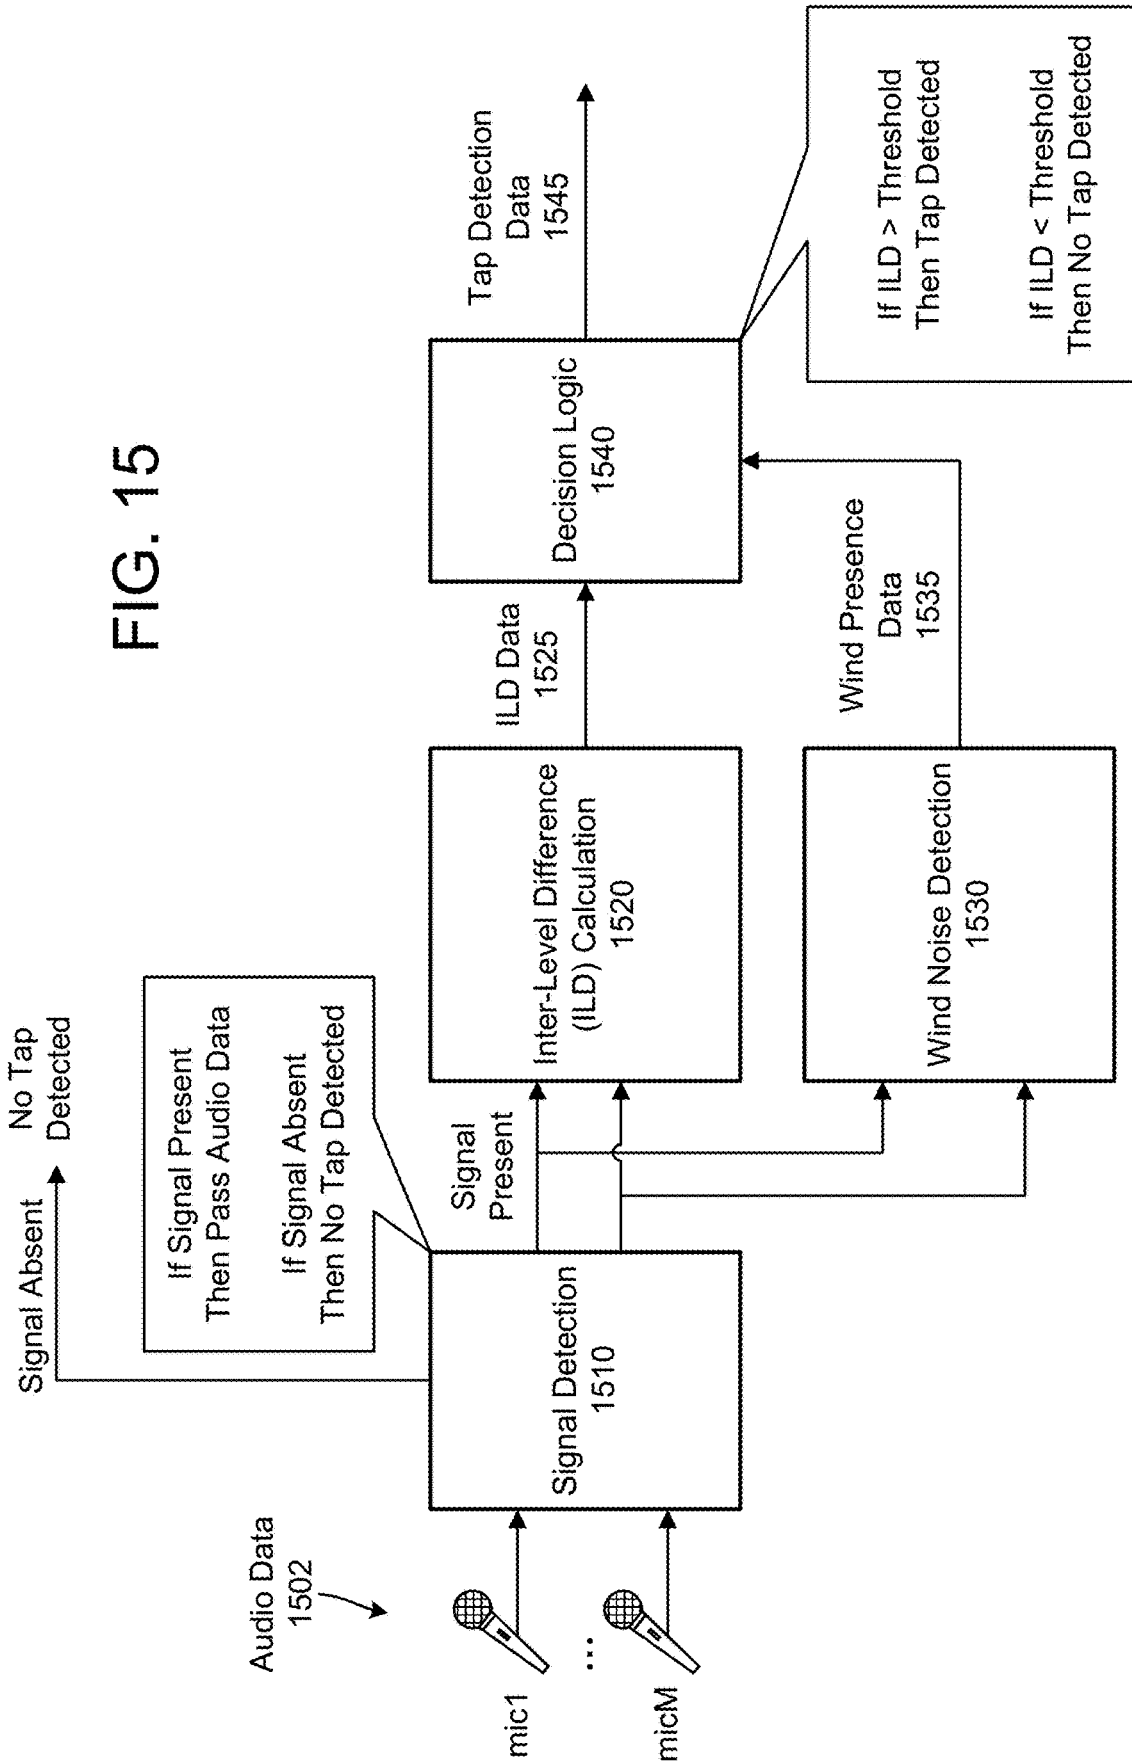 FIG. 15
Audio Data
1502
mic1
...
micM
Signal Detection
1510
Signal Absent
No Tap
Detected
If Signal Present
Then Pass Audio Data
If Signal Absent
Then No Tap Detected
Signal
Present
Inter-Level Difference
(ILD) Calculation
1520
Wind Noise Detection
1530
ILD Data
1525
Wind Presence
Data
1535
Decision Logic
1540
Tap Detection
Data
1545
If ILD > Threshold
Then Tap Detected
If ILD < Threshold
Then No Tap Detected